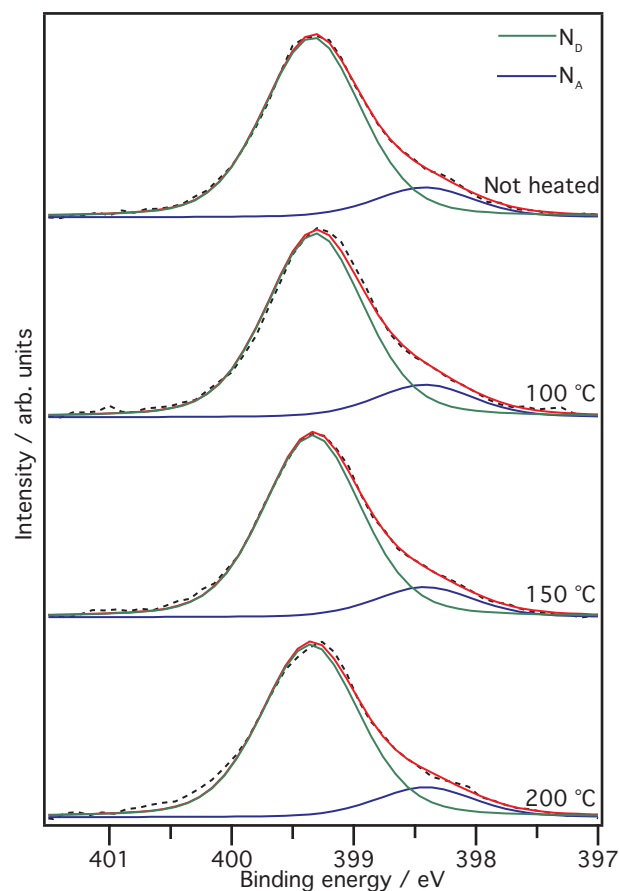 N_D
N_A
Not heated
100 °C
150 °C
200 °C
Intensity / arb. units
401 400 399 398 397
Binding energy / eV